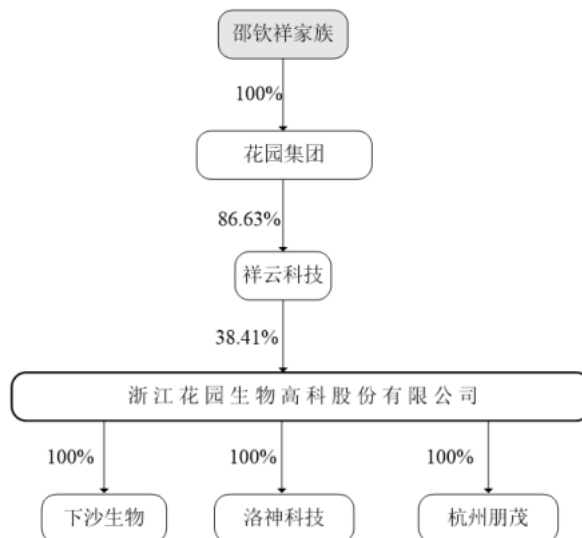 邵钦祥家族
100%
花园集团
86.63%
祥云科技
38.41%
浙江花园生物高科股份有限公司
100% 100% 100%
下沙生物 洛神科技 杭州朋茂